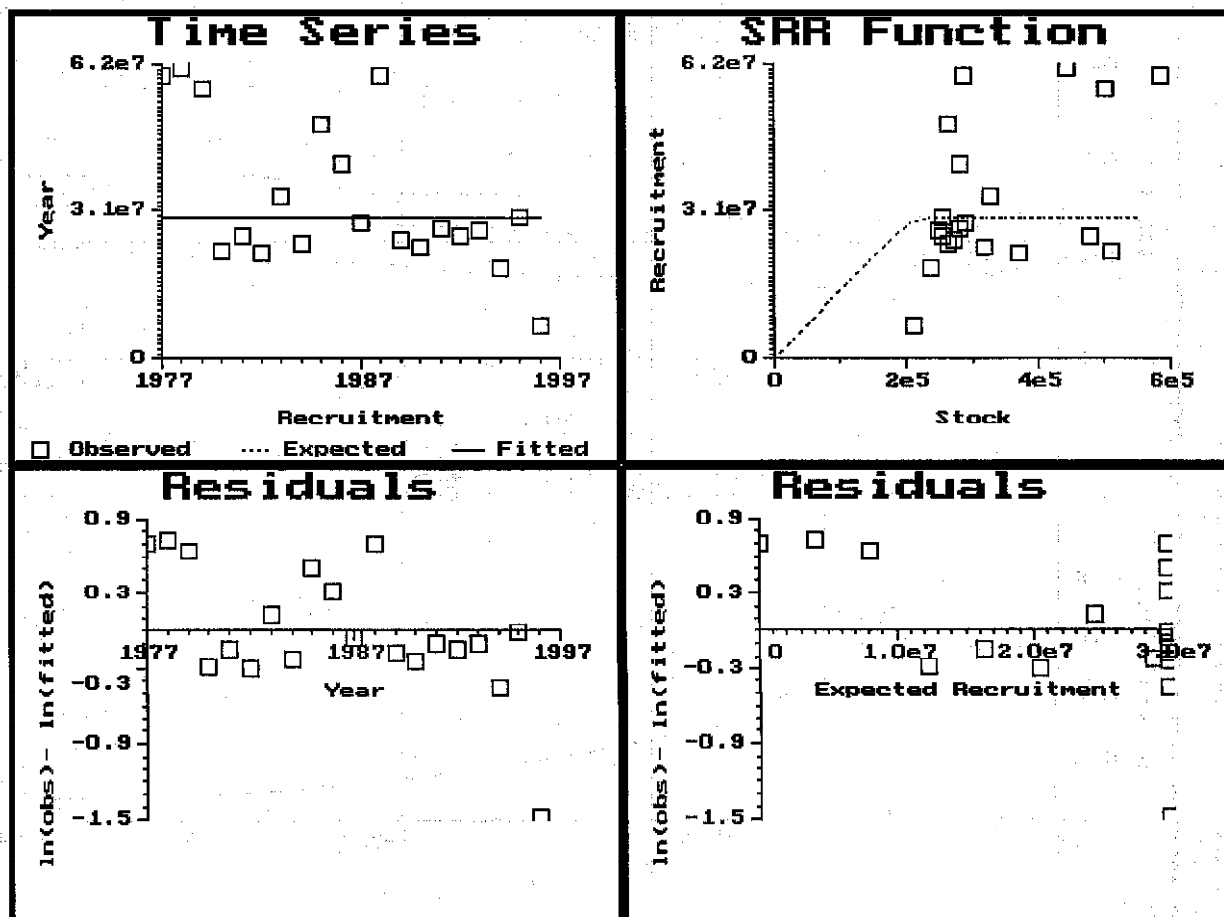 Time Series
6.2e7
3.1e7
0
Year
1977 1987 1997
Recruitment
Observed Expected Fitted
SRR Function
6.2e7
3.1e7
0
Recruitment
0 2e5 4e5 6e5
Stock
Residuals
0.9
0.3
-0.3
-0.9
-1.5
ln(obs)- ln(fitted)
1977 1987 1997
Year
Residuals
0.9
0.3
-0.3
-0.9
-1.5
ln(obs)- ln(fitted)
0 1.0e7 2.0e7 3.0e7
Expected Recruitment